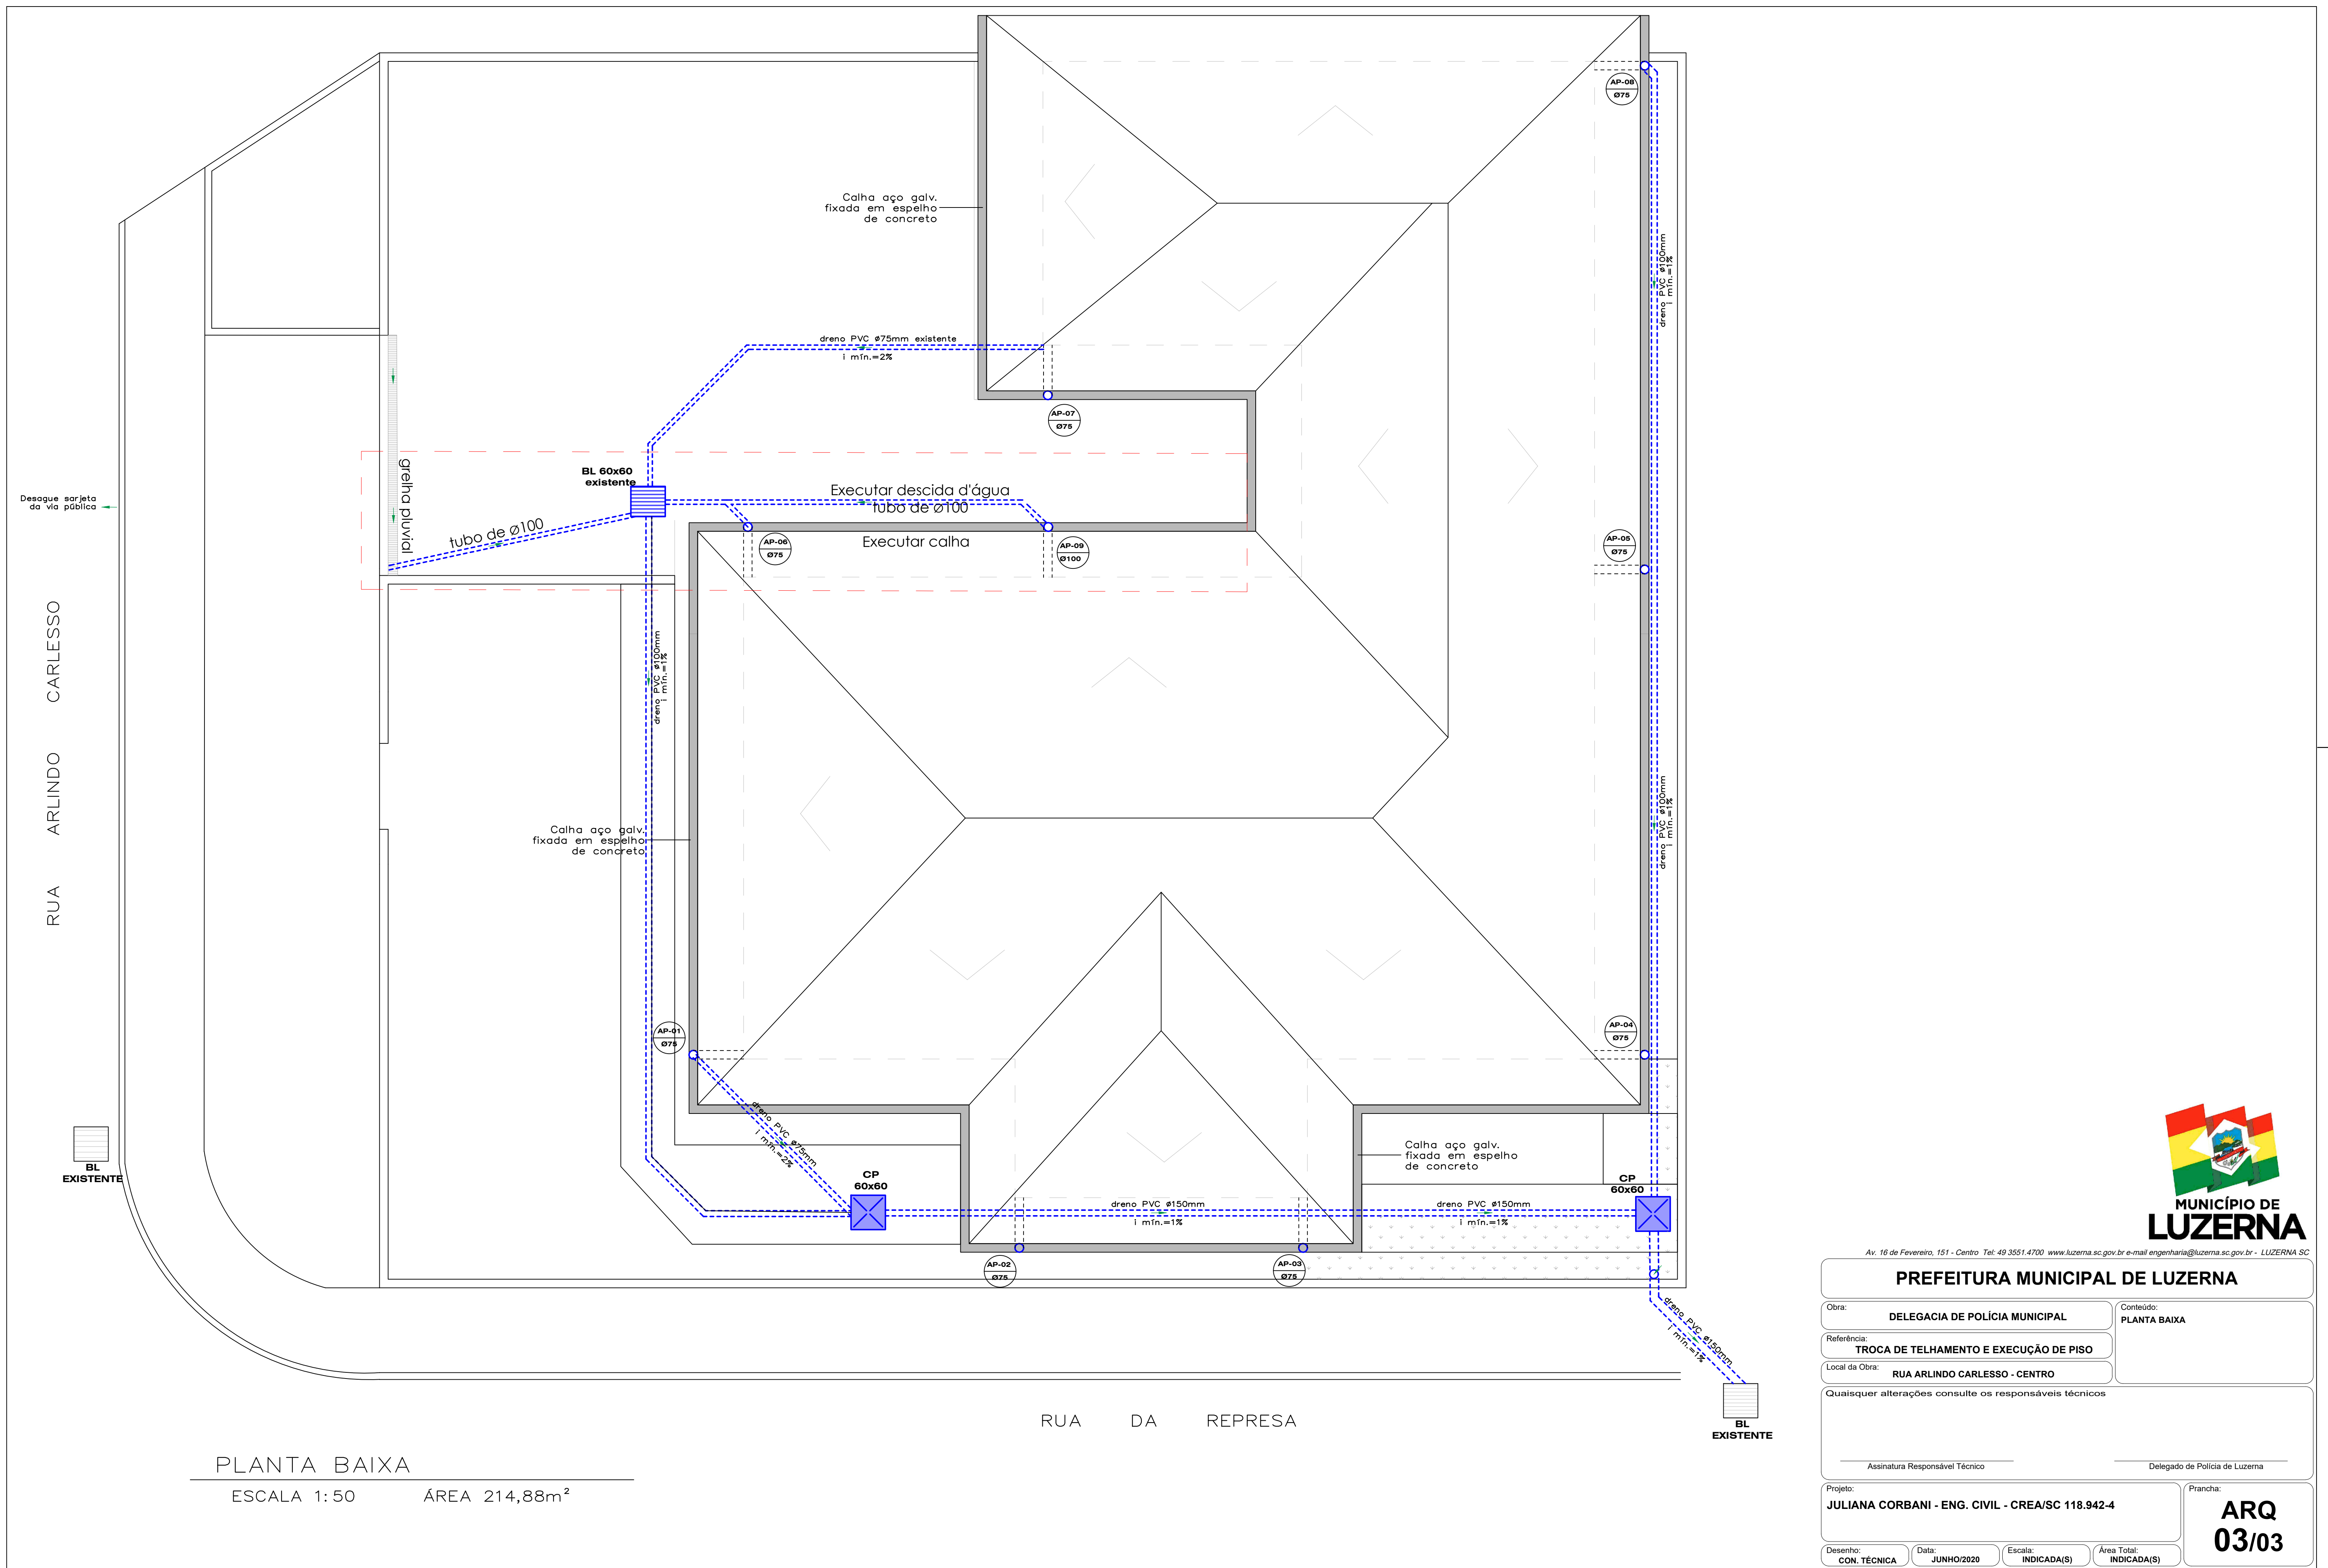 AP-08
Ø75
Calha aço galv.
fixada em espelho
de concreto
dreno PVC ø100mm
i mín.=1%
dreno PVC ø75mm existente
i mín.=2%
AP-07
Ø75
BL 60x60
existente
Executar descida d'água
tubo de ø100
Desague sarjeta
da via pública
grelha pluvial
tubo de ø100
AP-06
Ø75
Executar calha
AP-09
Ø100
AP-05
Ø75
RUA ARLINDO CARLESSO
dreno PVC ø100mm
i mín.=1%
dreno PVC ø100mm
i mín.=1%
Calha aço galv.
fixada em espelho
de concreto
AP-01
Ø75
AP-04
Ø75
dreno PVC ø75mm
i mín.=2%
BL
EXISTENTE
CP
60x60
Calha aço galv.
fixada em espelho
de concreto
CP
60x60
dreno PVC ø150mm
i mín.=1%
dreno PVC ø150mm
i mín.=1%
AP-02
Ø75
AP-03
Ø75
dreno PVC ø150mm
i mín.=1%
BL
EXISTENTE
RUA DA REPRESA
PLANTA BAIXA
ESCALA 1:50 ÁREA 214,88m²
MUNICÍPIO DE
LUZERNA
Av. 16 de Fevereiro, 151 - Centro Tel: 49 3551.4700 www.luzerna.sc.gov.br e-mail engenharia@luzerna.sc.gov.br - LUZERNA SC
PREFEITURA MUNICIPAL DE LUZERNA
Obra:
DELEGACIA DE POLÍCIA MUNICIPAL
Conteúdo:
PLANTA BAIXA
Referência:
TROCA DE TELHAMENTO E EXECUÇÃO DE PISO
Local da Obra:
RUA ARLINDO CARLESSO - CENTRO
Quaisquer alterações consulte os responsáveis técnicos
Assinatura Responsável Técnico
Delegado de Polícia de Luzerna
Projeto:
JULIANA CORBANI - ENG. CIVIL - CREA/SC 118.942-4
Prancha:
ARQ
03/03
Desenho:
CON. TÉCNICA
Data:
JUNHO/2020
Escala:
INDICADA(S)
Área Total:
INDICADA(S)